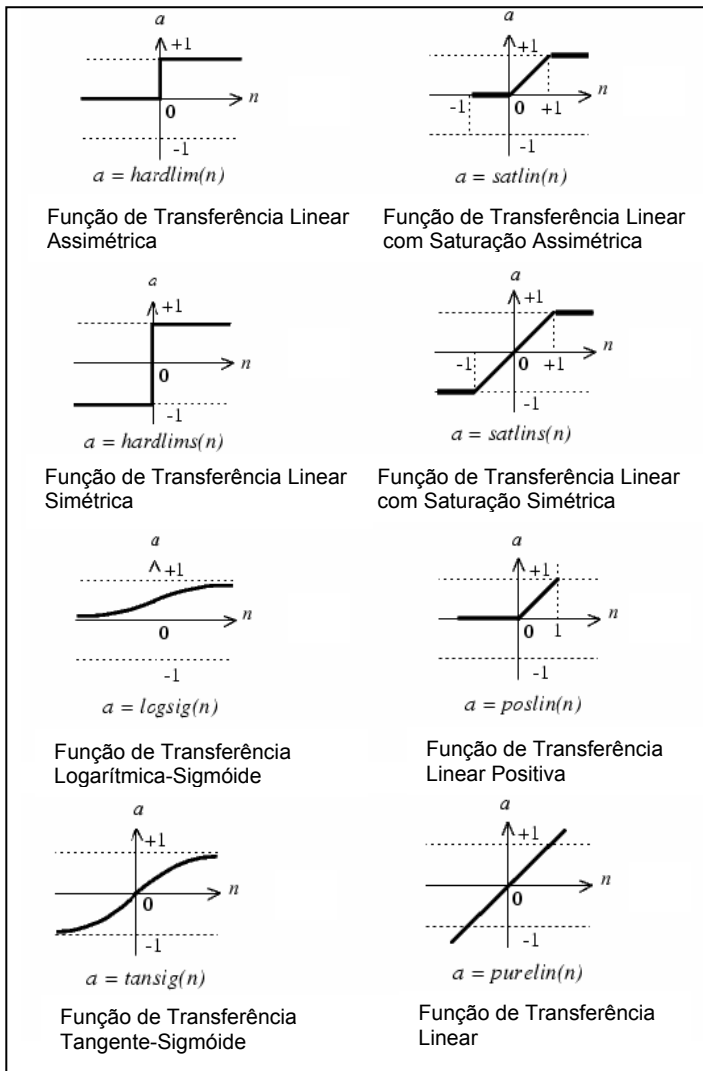 a
+1
n
0
-1
a = hardlim(n)
Função de Transferência Linear
Assimétrica
a
+1
n
-1
0
+1
-1
a = satlin(n)
Função de Transferência Linear
com Saturação Assimétrica
a
+1
n
0
-1
a = hardlims(n)
Função de Transferência Linear
Simétrica
a
+1
n
-1
0
+1
-1
a = satlins(n)
Função de Transferência Linear
com Saturação Simétrica
a
+1
n
0
-1
a = logsig(n)
Função de Transferência
Logarítmica-Sigmóide
a
+1
n
0
1
-1
a = poslin(n)
Função de Transferência
Linear Positiva
a
+1
n
0
-1
a = tansig(n)
Função de Transferência
Tangente-Sigmóide
a
+1
n
0
-1
a = purelin(n)
Função de Transferência
Linear